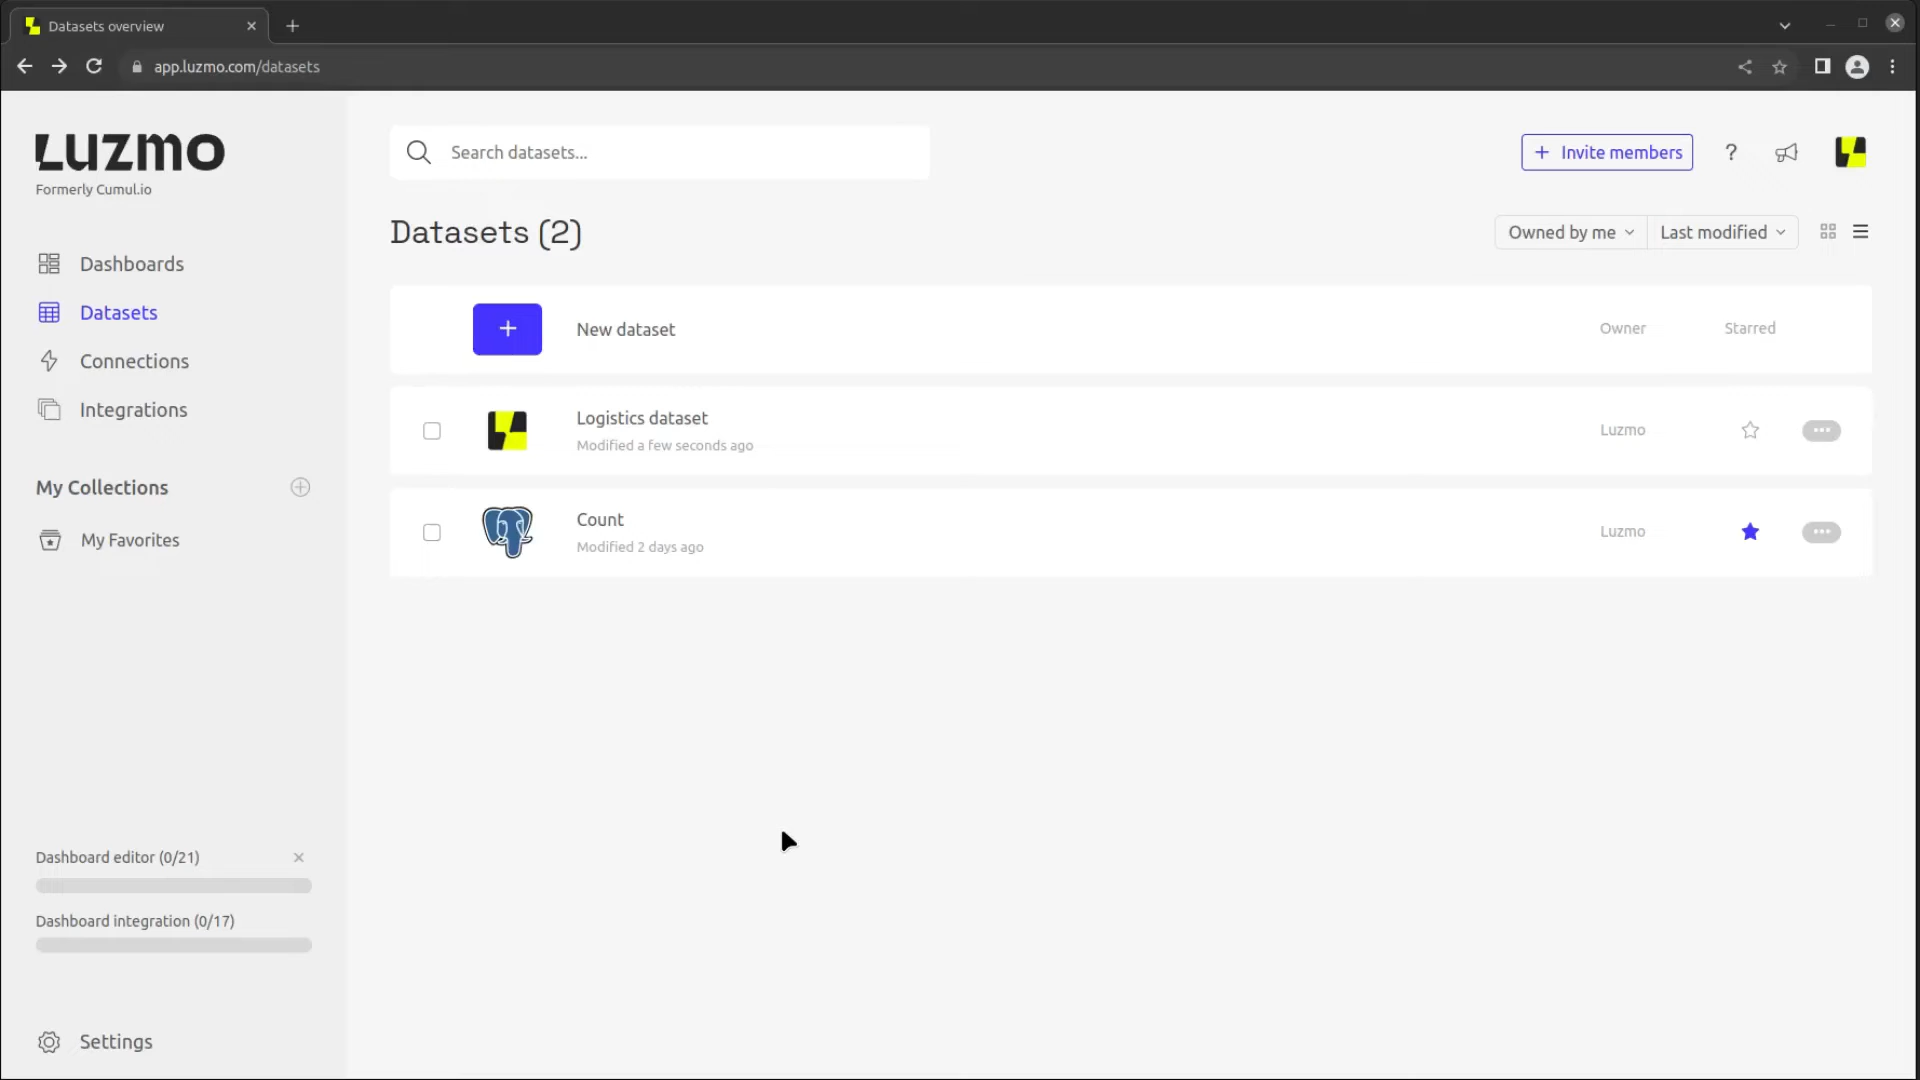 Datasets overview
app.luzmo.com/datasets
Luzmo
Formerly Cumul.io
Dashboards
Datasets
Connections
Integrations
My Collections
My Favorites
Dashboard editor (0/21)
Dashboard integration (0/17)
Settings
Search datasets...
+ Invite members
?
Datasets (2)
Owned by me
Last modified
+ New dataset
Owner
Starred
Logistics dataset
Modified a few seconds ago
Luzmo
Count
Modified 2 days ago
Luzmo